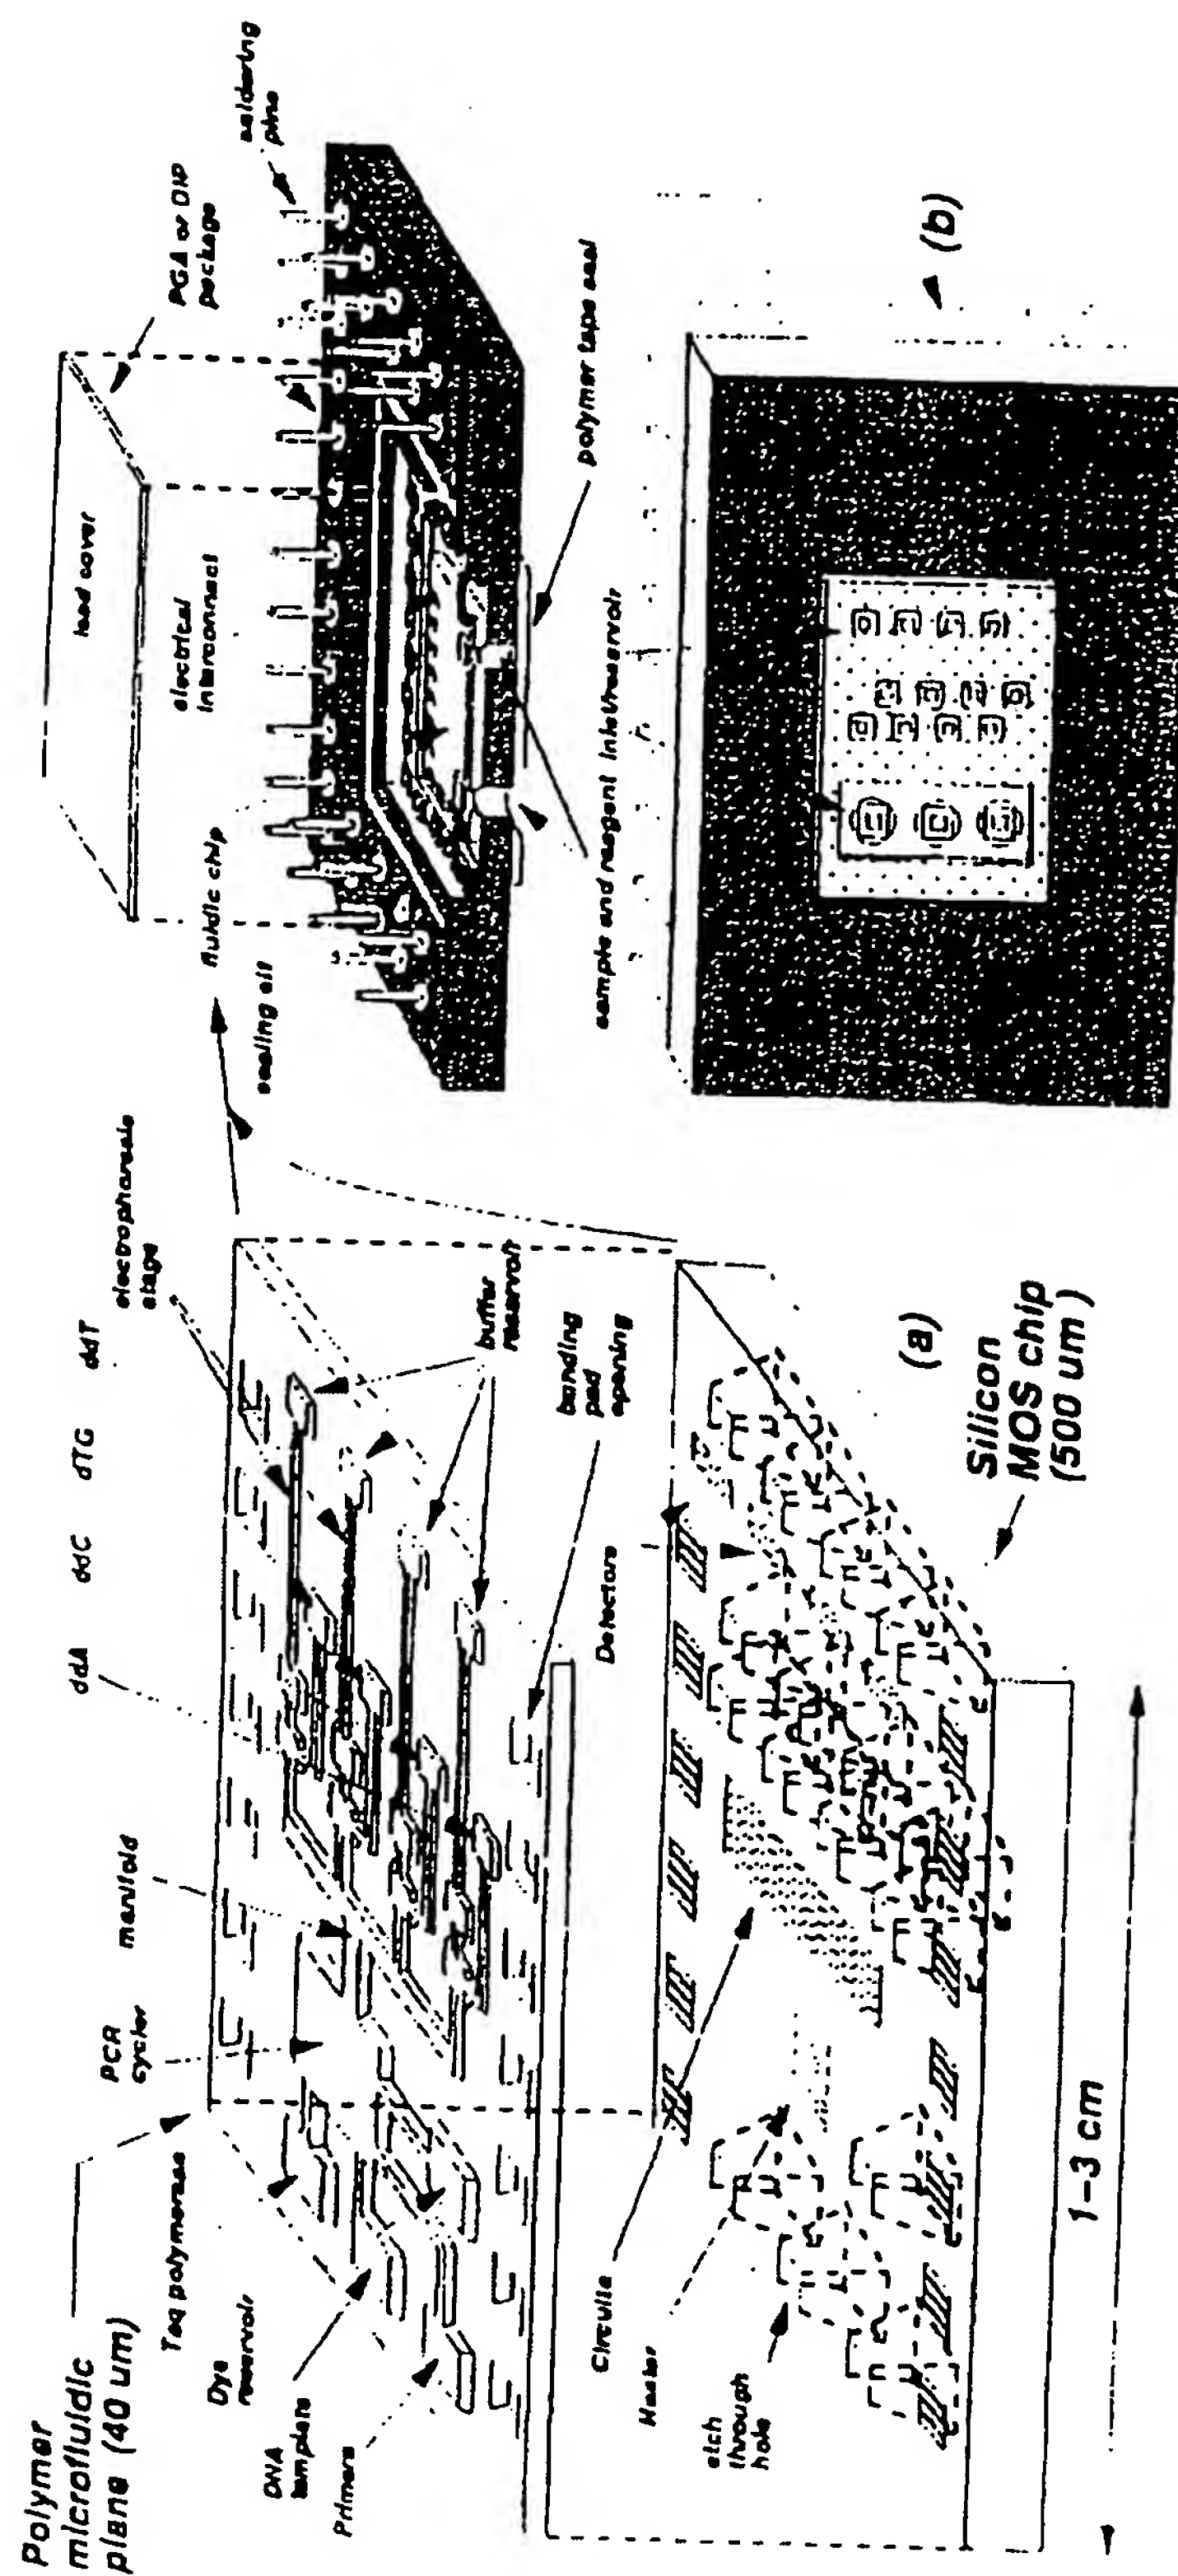 Polymer
microfluidic
plane (40 um)
Taq polymerase
PCR
cycler
manifold
ddA
ddC
dTG
ddT
electrophoresis
stage
Dye
reservoir
DNA
template
Primers
buffer
reservoir
bonding
pad
opening
Detectors
Circuits
Heater
etch
through
hole
(a)
Silicon
MOS chip
(500 um)
1-3 cm
fluidic chip
sealing oil
lead cover
electrical
interconnect
PGA or DIP
package
soldering
pins
polymer tape seal
sample and reagent inlet/reservoir
(b)